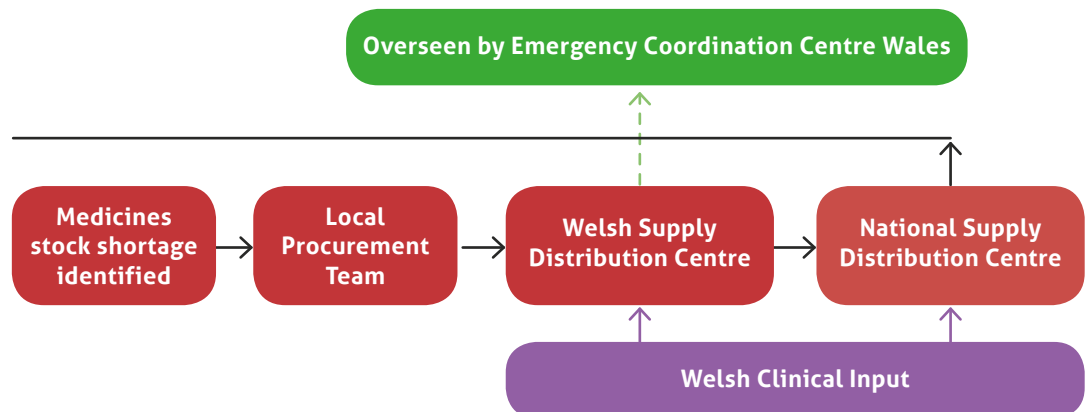 Overseen by Emergency Coordination Centre Wales
Medicines
stock shortage
identified
Local
Procurement
Team
Welsh Supply
Distribution Centre
National Supply
Distribution Centre
Welsh Clinical Input